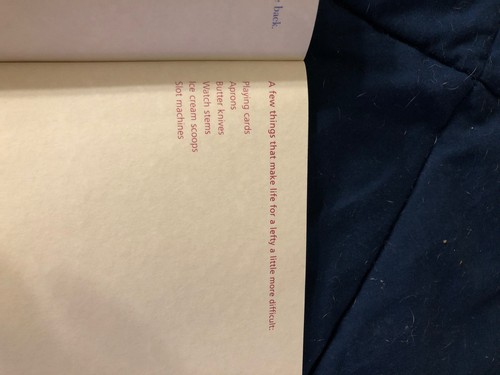 back
A few things that make life for a lefty a little more difficult:
Playing cards
Aprons
Butter knives
Watch stems
Ice cream scoops
Slot machines